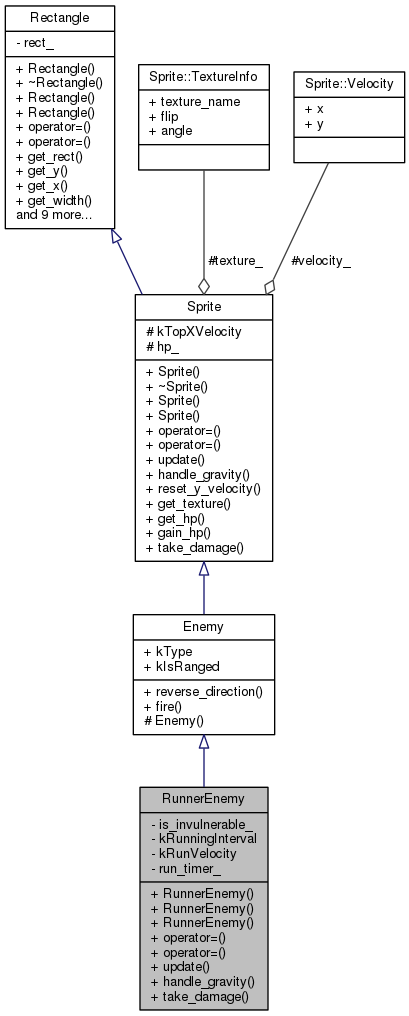 Rectangle
- rect_
+ Rectangle()
+ ~Rectangle()
+ Rectangle()
+ Rectangle()
+ operator=()
+ operator=()
+ get_rect()
+ get_y()
+ get_x()
+ get_width()
and 9 more...
Sprite::TextureInfo
+ texture_name
+ flip
+ angle
Sprite::Velocity
+ x
+ y
#texture_
#velocity_
Sprite
# kTopXVelocity
# hp_
+ Sprite()
+ ~Sprite()
+ Sprite()
+ Sprite()
+ operator=()
+ operator=()
+ update()
+ handle_gravity()
+ reset_y_velocity()
+ get_texture()
+ get_hp()
+ gain_hp()
+ take_damage()
Enemy
+ kType
+ kIsRanged
+ reverse_direction()
+ fire()
# Enemy()
RunnerEnemy
- is_invulnerable_
- kRunningInterval
- kRunVelocity
- run_timer_
+ RunnerEnemy()
+ RunnerEnemy()
+ RunnerEnemy()
+ operator=()
+ operator=()
+ update()
+ handle_gravity()
+ take_damage()